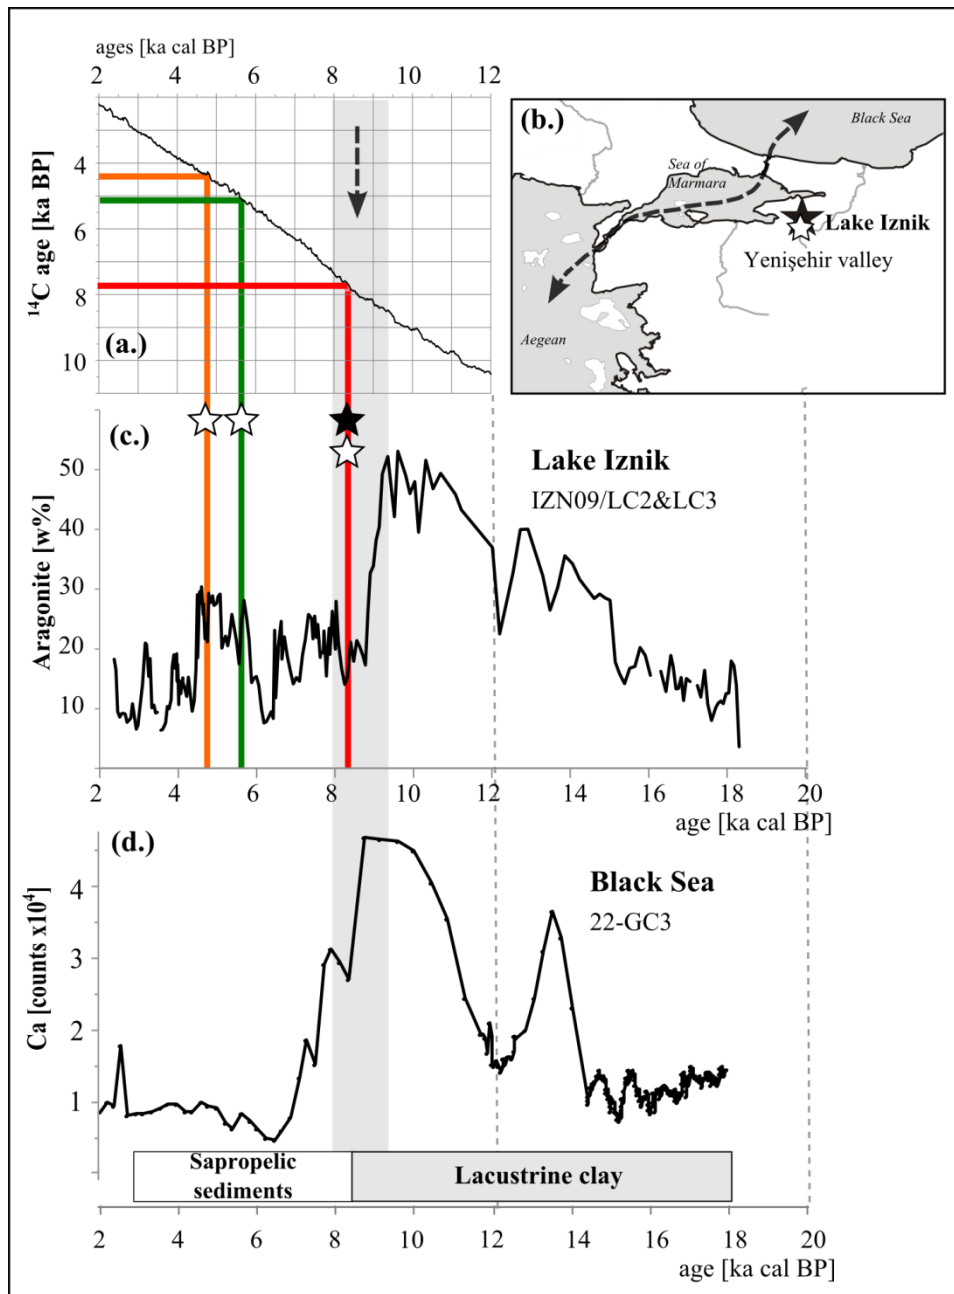 ages [ka cal BP]
2 4 6 8 10 12
4
6
8
10
¹⁴C age [ka BP]
(a.)
(b.)
Black Sea
Sea of
Marmara
Lake Iznik
Yenişehir valley
Aegean
(c.)
Lake Iznik
IZN09/LC2&LC3
50
40
30
20
10
Aragonite [w%]
2 4 6 8 10 12 14 16 18 20
age [ka cal BP]
(d.)
Black Sea
22-GC3
4
3
2
1
Ca [counts x10⁴]
Sapropelic
sediments
Lacustrine clay
2 4 6 8 10 12 14 16 18 20
age [ka cal BP]